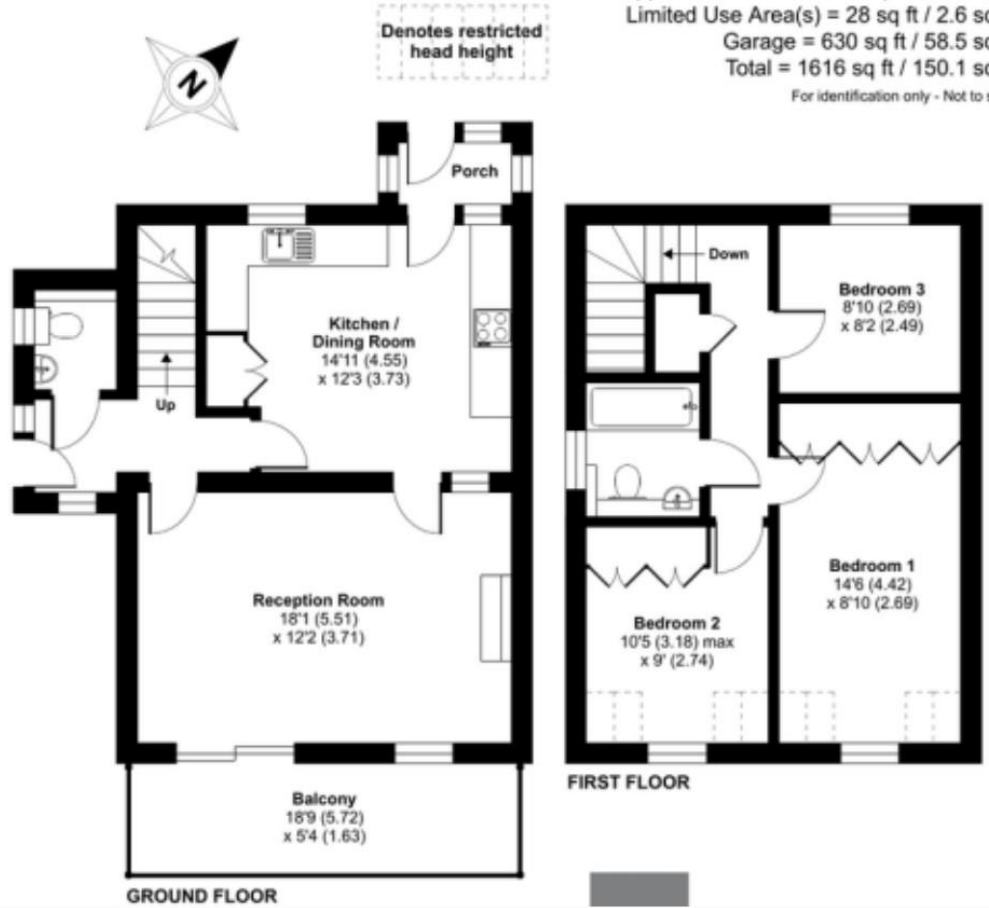 Denotes restricted
head height
Limited Use Area(s) = 28 sq ft / 2.6
Garage = 630 sq ft / 58.5
Total = 1616 sq ft / 150.1
For identification only - Not to
N
Porch
Kitchen /
Dining Room
14'11 (4.55)
x 12'3 (3.73)
Up
Reception Room
18'1 (5.51)
x 12'2 (3.71)
Balcony
18'9 (5.72)
x 5'4 (1.63)
GROUND FLOOR
Down
Bedroom 3
8'10 (2.69)
x 8'2 (2.49)
Bedroom 1
14'6 (4.42)
x 8'10 (2.69)
Bedroom 2
10'5 (3.18) max
x 9' (2.74)
FIRST FLOOR